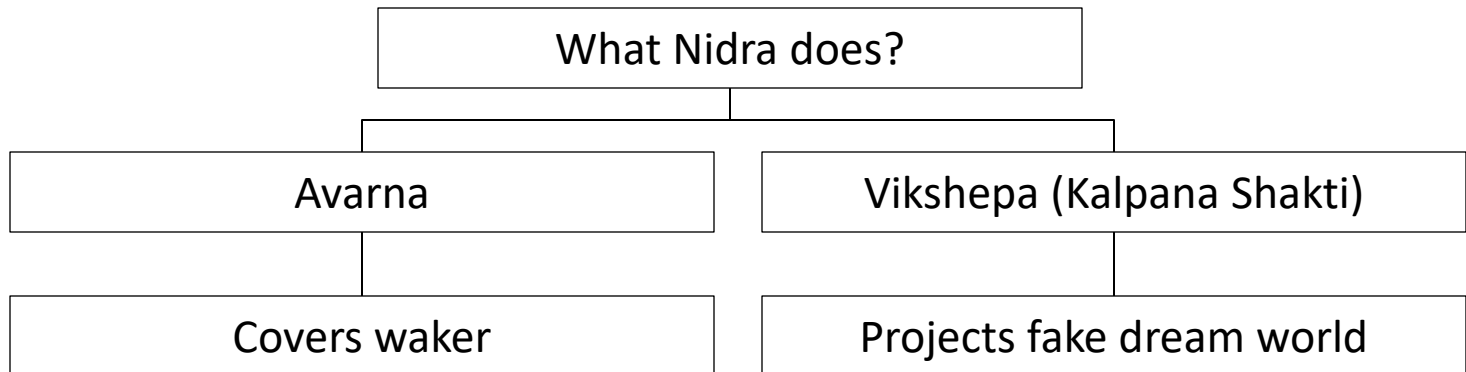 What Nidra does?
Avarna
Vikshepa (Kalpana Shakti)
Covers waker
Projects fake dream world